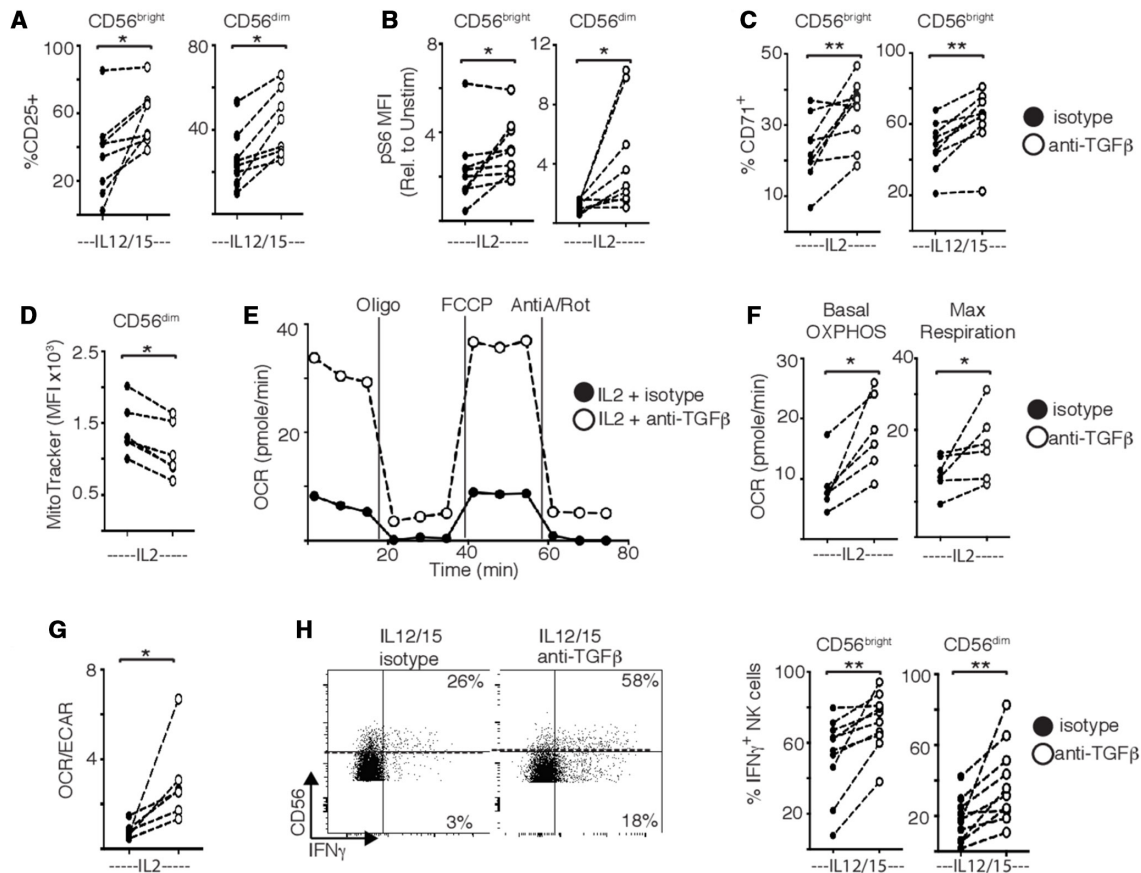 A
CD56bright
CD56dim
*
*
%CD25+
100
60
20
80
40
---IL12/15---
---IL12/15---
B
CD56bright
CD56dim
*
*
pS6 MFI
(Rel. to Unstim)
8
4
12
8
4
-----IL2-----
-----IL2-----
C
CD56bright
CD56bright
**
**
% CD71+
50
30
10
100
60
20
-----IL2-----
---IL12/15---
isotype
anti-TGFβ
D
CD56dim
*
MitoTracker (MFI x10³)
2.5
1.5
0.5
-----IL2-----
E
Oligo
FCCP
AntiA/Rot
OCR (pmole/min)
40
20
20
40
60
80
Time (min)
IL2 + isotype
IL2 + anti-TGFβ
F
Basal
OXPHOS
Max
Respiration
*
*
OCR (pmole/min)
30
20
10
40
20
-----IL2-----
-----IL2-----
isotype
anti-TGFβ
G
*
OCR/ECAR
8
4
-----IL2-----
H
IL12/15
isotype
IL12/15
anti-TGFβ
26%
58%
3%
18%
CD56
IFNγ
CD56bright
CD56dim
**
**
% IFNγ+ NK cells
100
60
20
100
80
60
40
20
0
---IL12/15---
---IL12/15---
isotype
anti-TGFβ